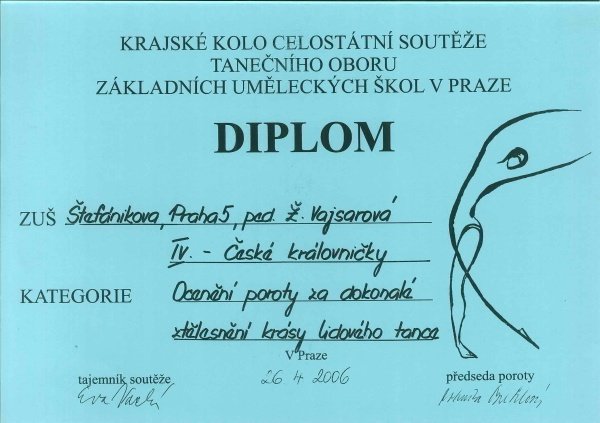 KRAJSKÉ KOLO CELOSTÁTNÍ SOUTĚŽE
TANEČNÍHO OBORU
ZÁKLADNÍCH UMĚLECKÝCH ŠKOL V PRAZE
DIPLOM
ZUŠ Štefánikova, Praha 5, ped. Ž. Vajsarová
IV. - České královničky
KATEGORIE Ocenění poroty za dokonalé
ztělesnění krásy lidového tance
V Praze
tajemník soutěže 26 4 2006 předseda poroty
Eva